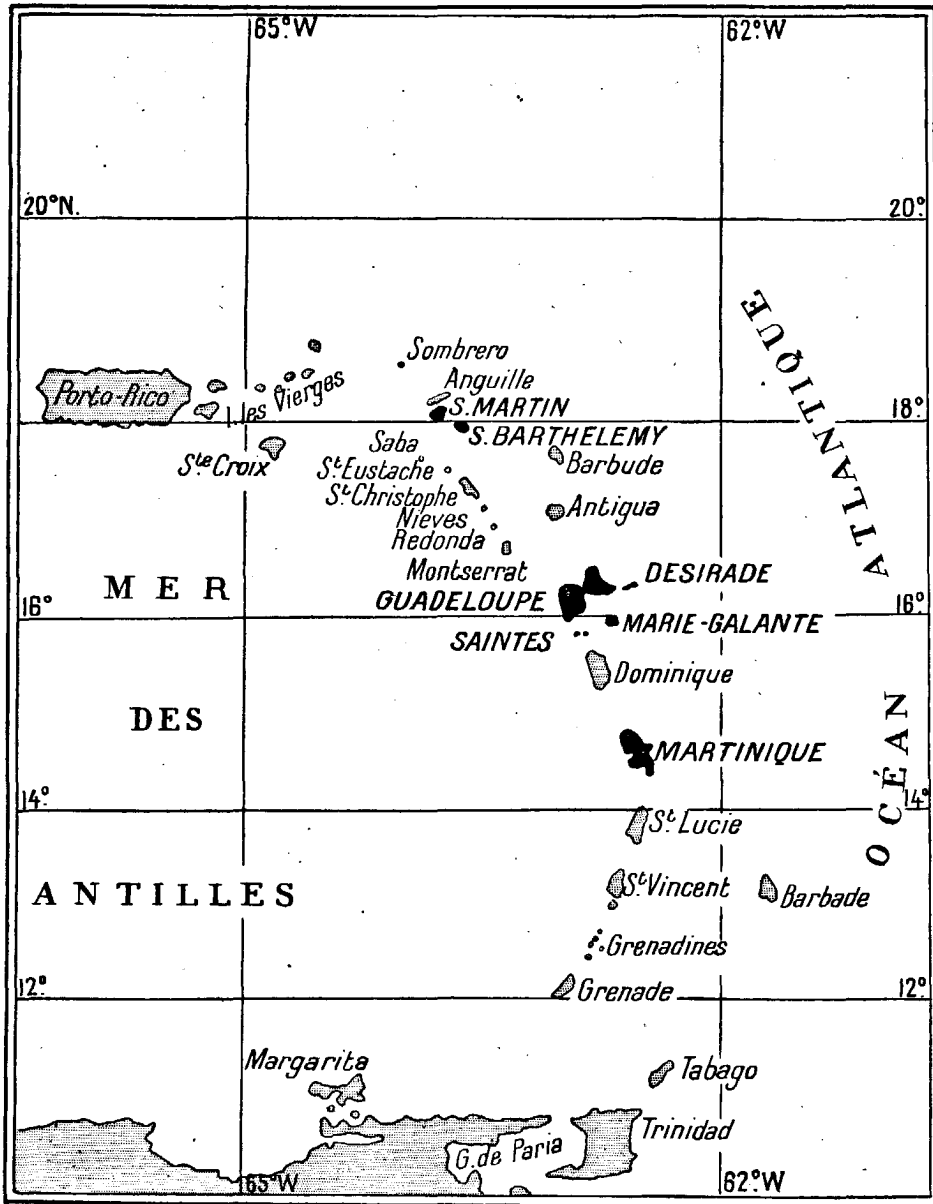 65°W
62°W
20°N.
20°
Sombrero
Anguille
Porto-Rico
Iles Vierges
S. MARTIN
18°
S. BARTHELEMY
Saba
Ste Croix
St Eustache
Barbude
St Christophe
Antigua
Nieves
Redonda
Montserrat
DESIRADE
MER
GUADELOUPE
16°
16°
MARIE-GALANTE
SAINTES
Dominique
DES
MARTINIQUE
OCÉAN ATLANTIQUE
14°
14°
St Lucie
ANTILLES
St Vincent
Barbade
Grenadines
12°
12°
Grenade
Margarita
Tabago
Trinidad
G. de Paria
65°W
62°W